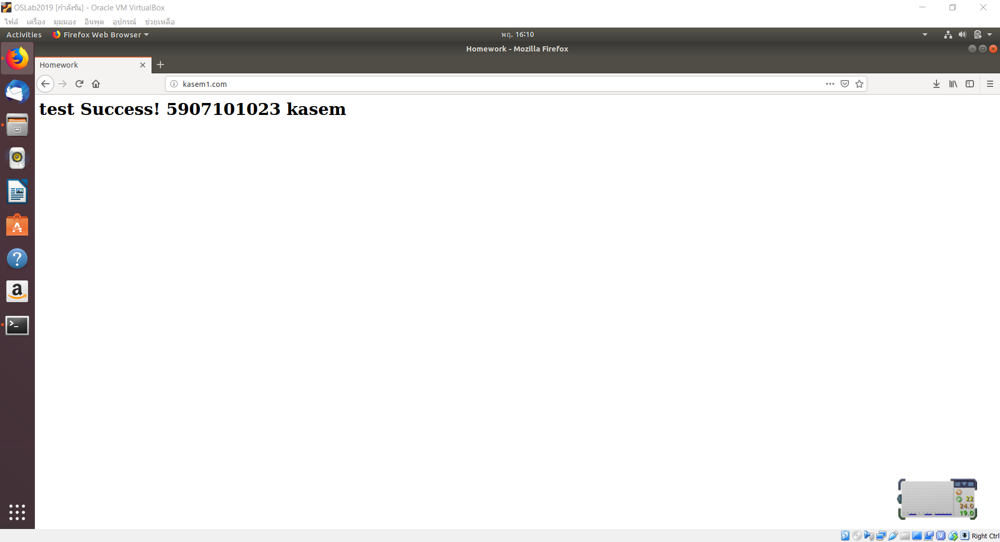 OSLab2019 [กำลังรัน] - Oracle VM VirtualBox
ไฟล์ เครื่อง มุมมอง อินพุต อุปกรณ์ ช่วยเหลือ
Activities Firefox Web Browser พฤ. 16:10
Homework - Mozilla Firefox
Homework
kasem1.com
test Success! 5907101023 kasem
22
24.0
19.0
Right Ctrl